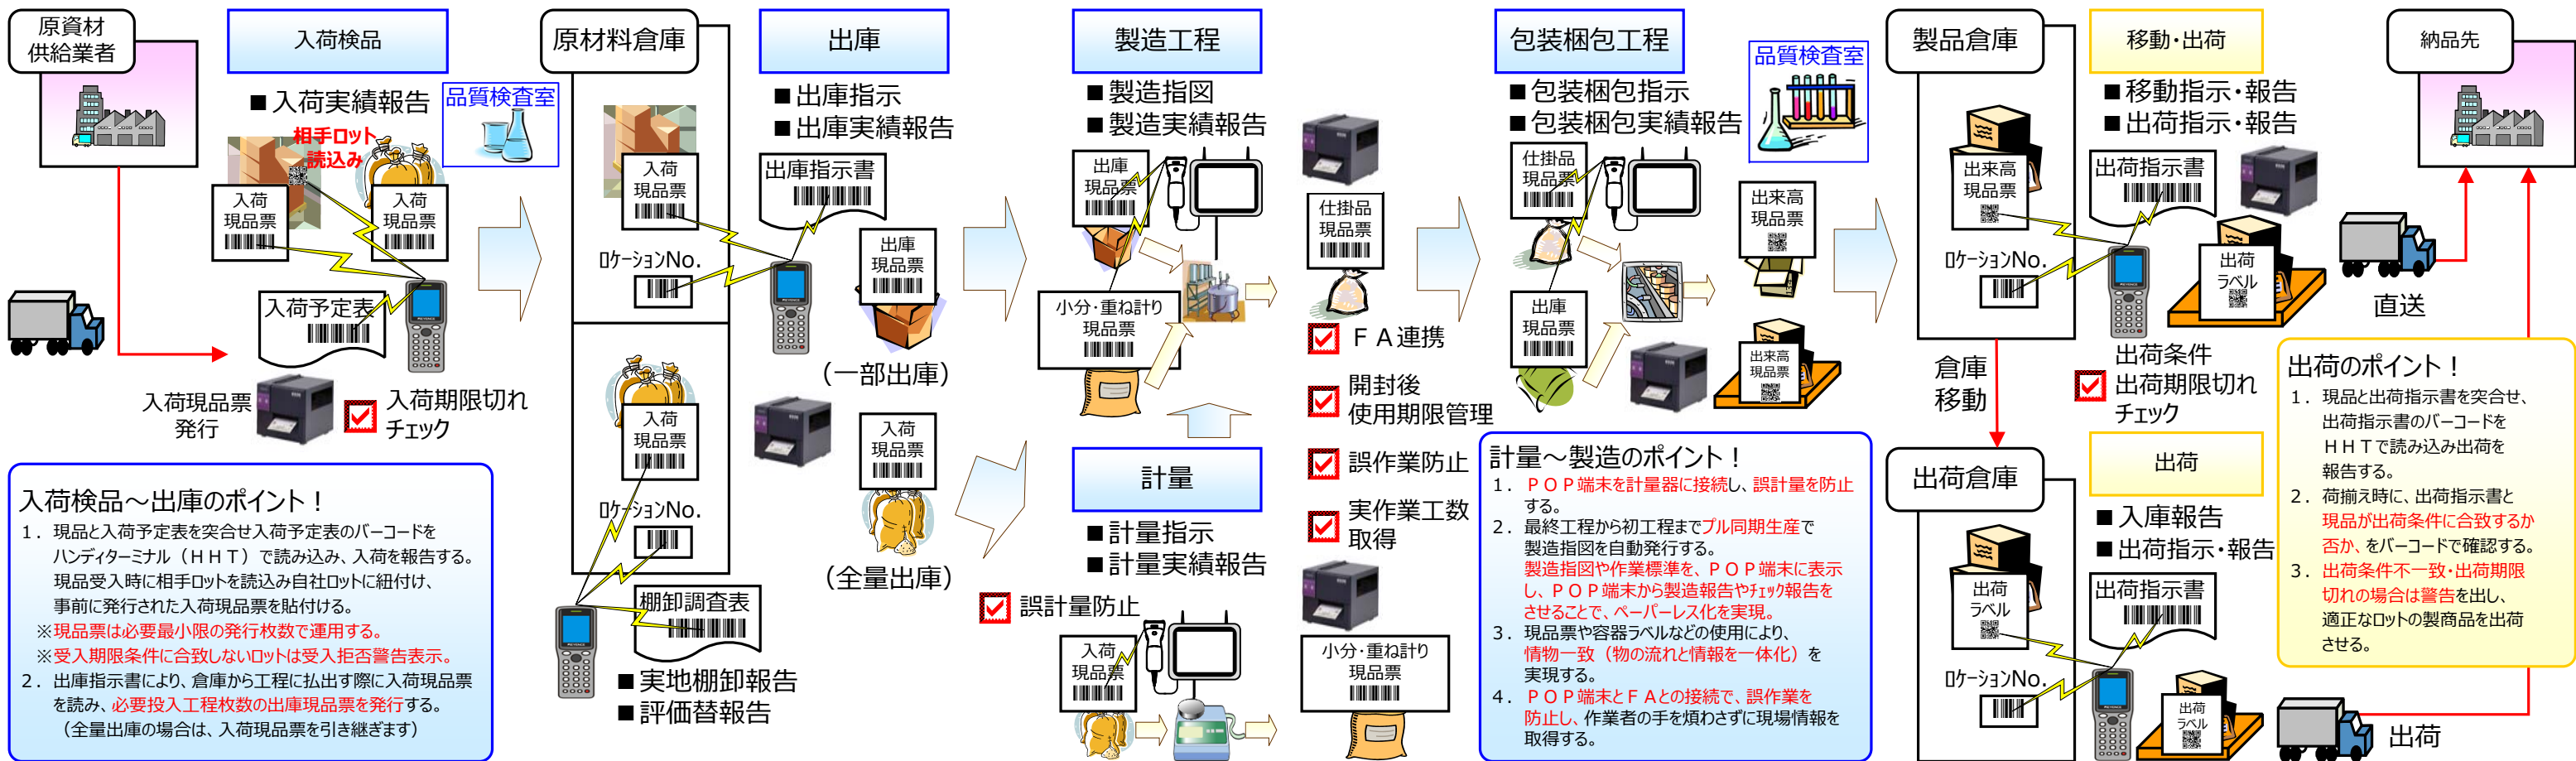 原資材
供給業者
入荷検品
■入荷実績報告
品質検査室
相手ロット
読込み
入荷
現品票
入荷
現品票
入荷予定表
入荷現品票
発行
入荷期限切れ
チェック
入荷検品～出庫のポイント！
1．現品と入荷予定表を突合せ入荷予定表のバーコードを
ハンディターミナル（ＨＨＴ）で読み込み、入荷を報告する。
現品受入時に相手ロットを読込み自社ロットに紐付け、
事前に発行された入荷現品票を貼付ける。
※現品票は必要最小限の発行枚数で運用する。
※受入期限条件に合致しないロットは受入拒否警告表示。
2．出庫指示書により、倉庫から工程に払出す際に入荷現品票
を読み、必要投入工程枚数の出庫現品票を発行する。
（全量出庫の場合は、入荷現品票を引き継ぎます）
原材料倉庫
入荷
現品票
ロケーションNo.
入荷
現品票
ロケーションNo.
棚卸調査表
■実地棚卸報告
■評価替報告
出庫
■出庫指示
■出庫実績報告
出庫指示書
出庫
現品票
（一部出庫）
入荷
現品票
（全量出庫）
製造工程
■製造指図
■製造実績報告
出庫
現品票
小分・重ね計り
現品票
計量
■計量指示
■計量実績報告
誤計量防止
入荷
現品票
仕掛品
現品票
ＦＡ連携
開封後
使用期限管理
誤作業防止
実作業工数
取得
小分・重ね計り
現品票
包装梱包工程
■包装梱包指示
■包装梱包実績報告
品質検査室
仕掛品
現品票
出庫
現品票
出来高
現品票
出来高
現品票
計量～製造のポイント！
1．ＰＯＰ端末を計量器に接続し、誤計量を防止
する。
2．最終工程から初工程までプル同期生産で
製造指図を自動発行する。
製造指図や作業標準を、ＰＯＰ端末に表示
し、ＰＯＰ端末から製造報告やﾁｪｯｸ報告を
させることで、ペーパーレス化を実現。
3．現品票や容器ラベルなどの使用により、
情物一致（物の流れと情報を一体化）を
実現する。
4．ＰＯＰ端末とＦＡとの接続で、誤作業を
防止し、作業者の手を煩わさずに現場情報を
取得する。
製品倉庫
出来高
現品票
ロケーションNo.
倉庫
移動
移動・出荷
■移動指示・報告
■出荷指示・報告
出荷指示書
出荷
ラベル
出荷条件
出荷期限切れ
チェック
出荷倉庫
出荷
ラベル
ロケーションNo.
出荷
■入庫報告
■出荷指示・報告
出荷指示書
出荷
ラベル
納品先
直送
出荷のポイント！
1．現品と出荷指示書を突合せ、
出荷指示書のバーコードを
ＨＨＴで読み込み出荷を
報告する。
2．荷揃え時に、出荷指示書と
現品が出荷条件に合致するか
否か、をバーコードで確認する。
3．出荷条件不一致・出荷期限
切れの場合は警告を出し、
適正なロットの製商品を出荷
させる。
出荷